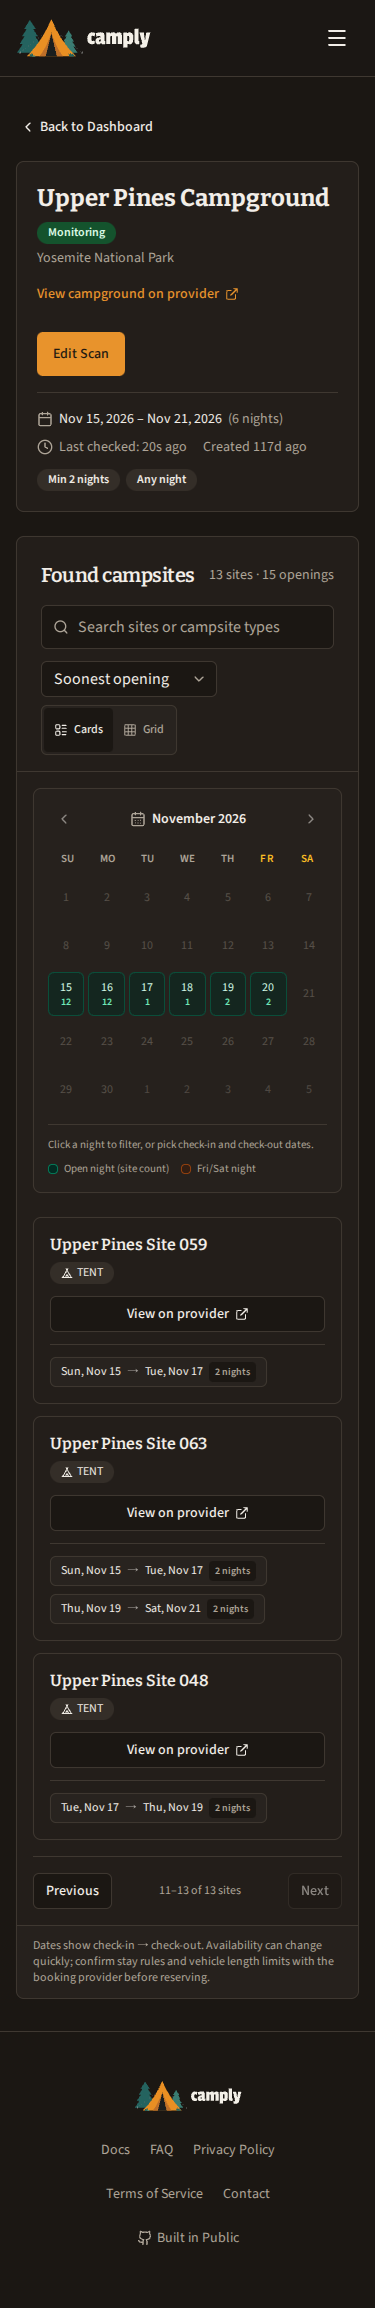 camply
Back to Dashboard
Upper Pines Campground
Monitoring
Yosemite National Park
View campground on provider
Edit Scan
Nov 15, 2026 – Nov 21, 2026 (6 nights)
Last checked: 20s ago Created 117d ago
Min 2 nights Any night
Found campsites 13 sites · 15 openings
Search sites or campsite types
Soonest opening
Cards Grid
November 2026
SU MO TU WE TH FR SA
1 2 3 4 5 6 7
8 9 10 11 12 13 14
15 16 17 18 19 20 21
12 12 1 1 2 2
22 23 24 25 26 27 28
29 30 1 2 3 4 5
Click a night to filter, or pick check-in and check-out dates.
Open night (site count) Fri/Sat night
Upper Pines Site 059
TENT
View on provider
Sun, Nov 15 → Tue, Nov 17 2 nights
Upper Pines Site 063
TENT
View on provider
Sun, Nov 15 → Tue, Nov 17 2 nights
Thu, Nov 19 → Sat, Nov 21 2 nights
Upper Pines Site 048
TENT
View on provider
Tue, Nov 17 → Thu, Nov 19 2 nights
Previous 11–13 of 13 sites Next
Dates show check-in → check-out. Availability can change
quickly; confirm stay rules and vehicle length limits with the
booking provider before reserving.
camply
Docs FAQ Privacy Policy
Terms of Service Contact
Built in Public